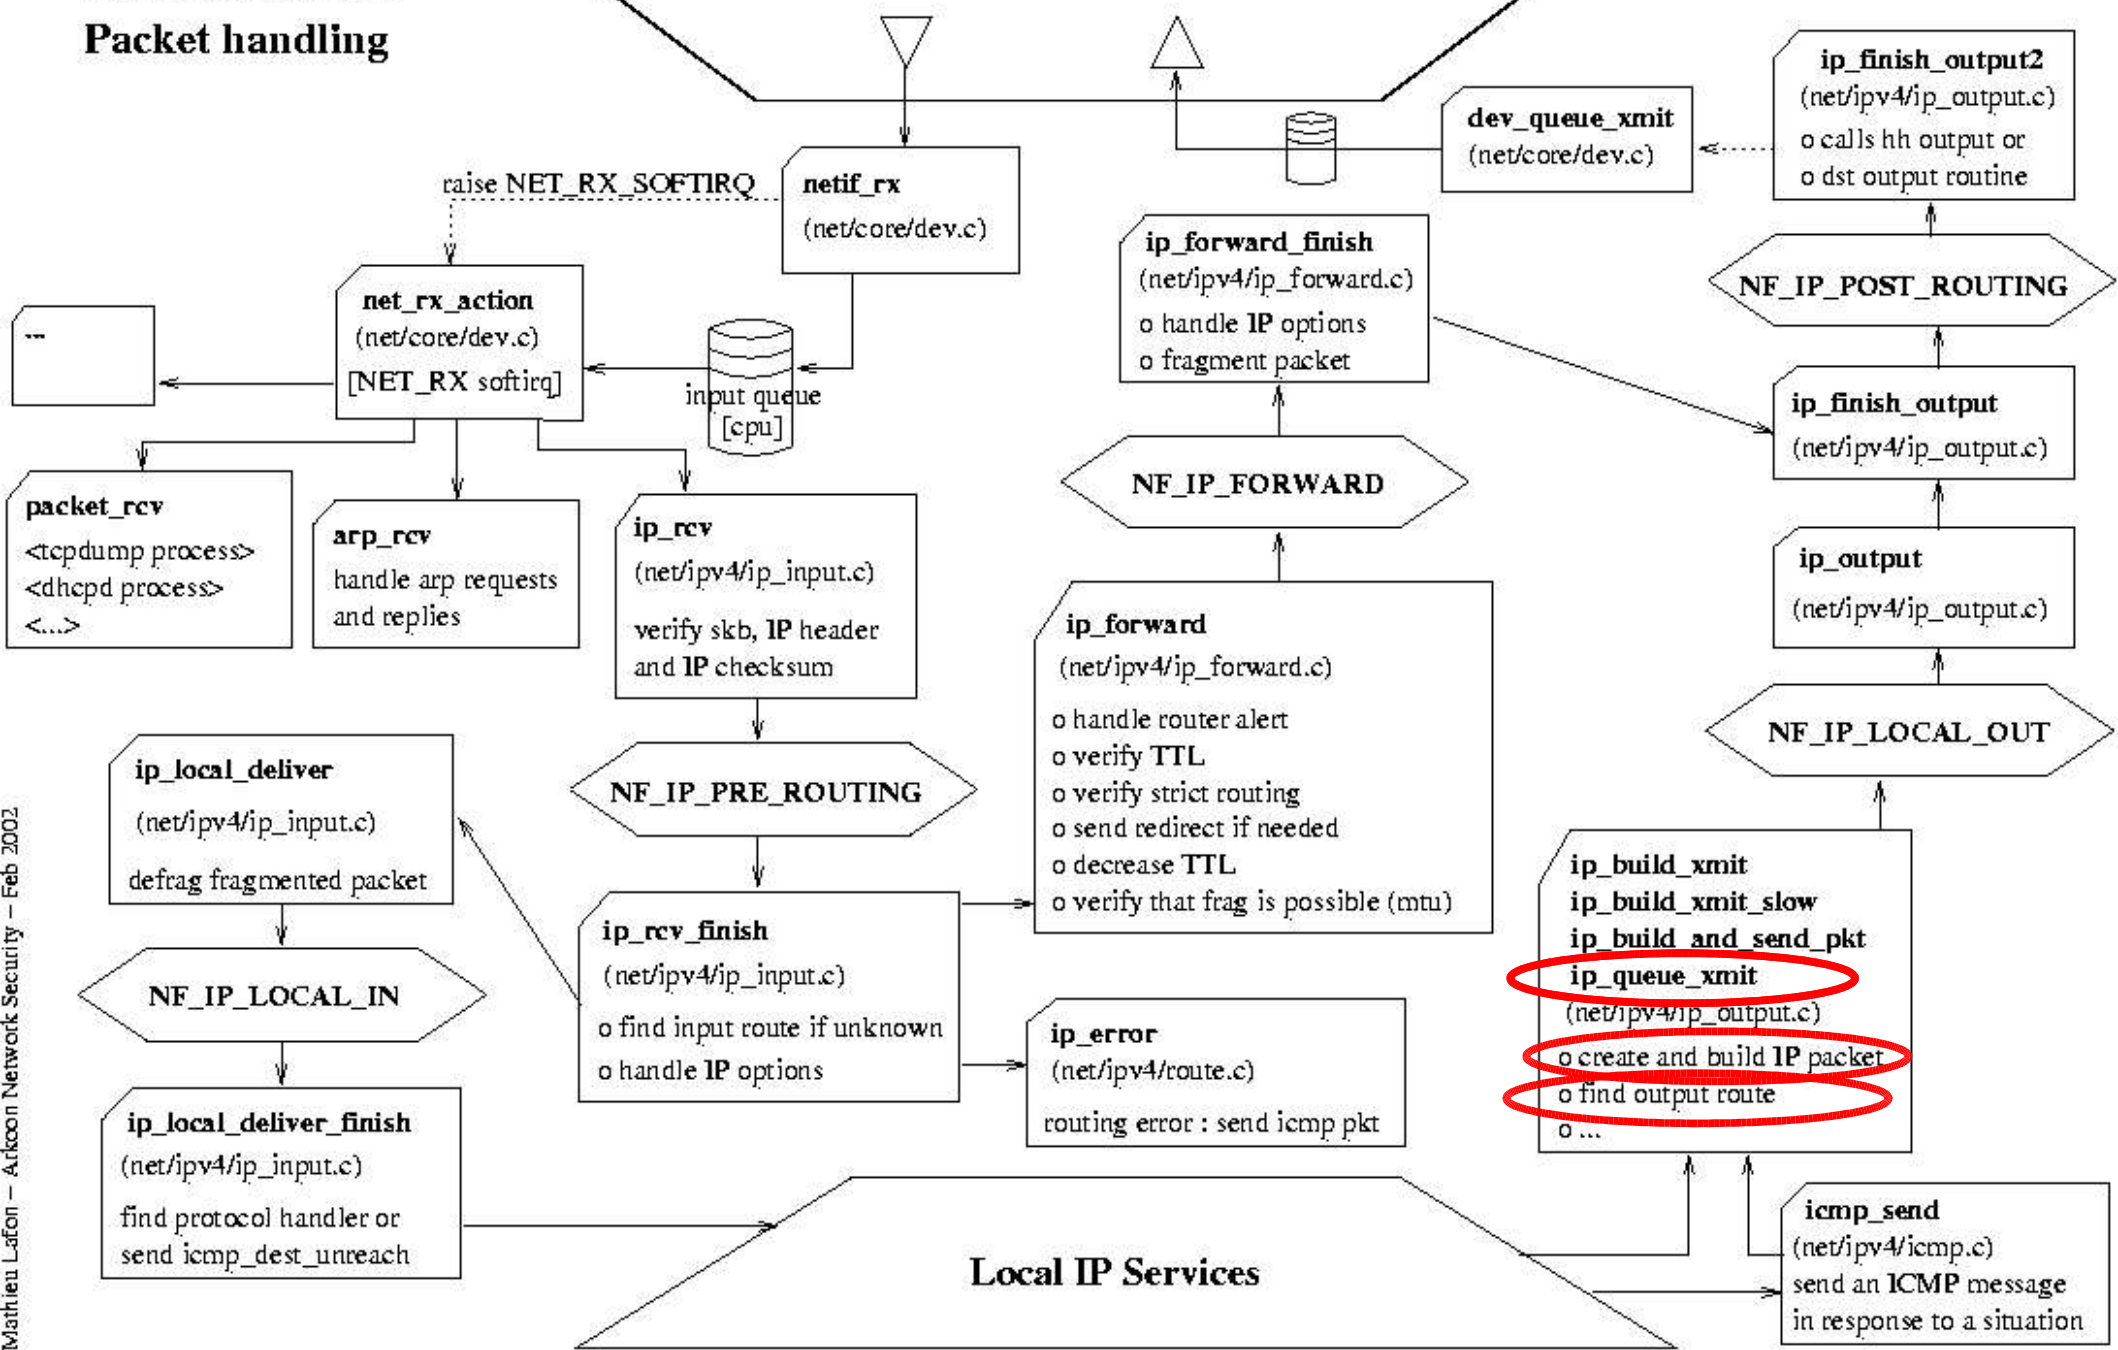 Packet handling
ip_finish_output2
(net/ipv4/ip_output.c)
o calls hh output or
o dst output routine
dev_queue_xmit
(net/core/dev.c)
raise NET_RX_SOFTIRQ
netif_rx
(net/core/dev.c)
ip_forward_finish
(net/ipv4/ip_forward.c)
o handle IP options
o fragment packet
NF_IP_POST_ROUTING
net_rx_action
(net/core/dev.c)
[NET_RX softirq]
...
input queue
[cpu]
ip_finish_output
(net/ipv4/ip_output.c)
NF_IP_FORWARD
packet_rcv
<tcpdump process>
<dhcpd process>
<...>
arp_rcv
handle arp requests
and replies
ip_rcv
(net/ipv4/ip_input.c)
verify skb, IP header
and IP checksum
ip_output
(net/ipv4/ip_output.c)
ip_forward
(net/ipv4/ip_forward.c)
o handle router alert
o verify TTL
o verify strict routing
o send redirect if needed
o decrease TTL
o verify that frag is possible (mtu)
NF_IP_LOCAL_OUT
ip_local_deliver
(net/ipv4/ip_input.c)
defrag fragmented packet
NF_IP_PRE_ROUTING
ip_build_xmit
ip_build_xmit_slow
ip_build_and_send_pkt
ip_queue_xmit
(net/ipv4/ip_output.c)
o create and build IP packet
o find output route
o ...
ip_rcv_finish
(net/ipv4/ip_input.c)
o find input route if unknown
o handle IP options
NF_IP_LOCAL_IN
ip_error
(net/ipv4/route.c)
routing error : send icmp pkt
ip_local_deliver_finish
(net/ipv4/ip_input.c)
find protocol handler or
send icmp_dest_unreach
Local IP Services
icmp_send
(net/ipv4/icmp.c)
send an ICMP message
in response to a situation
Mathieu Lafon – Arkoon Network Security – Feb 2002